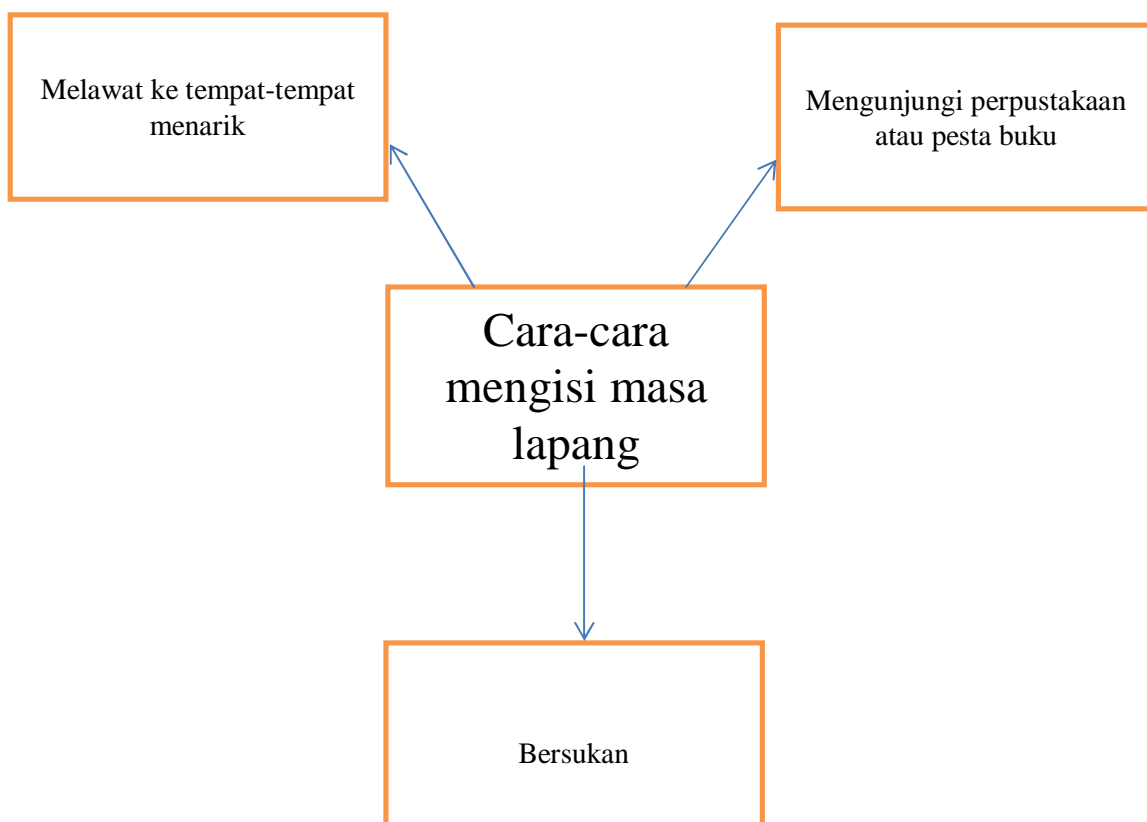 Melawat ke tempat-tempat
menarik
Mengunjungi perpustakaan
atau pesta buku
Cara-cara
mengisi masa
lapang
Bersukan